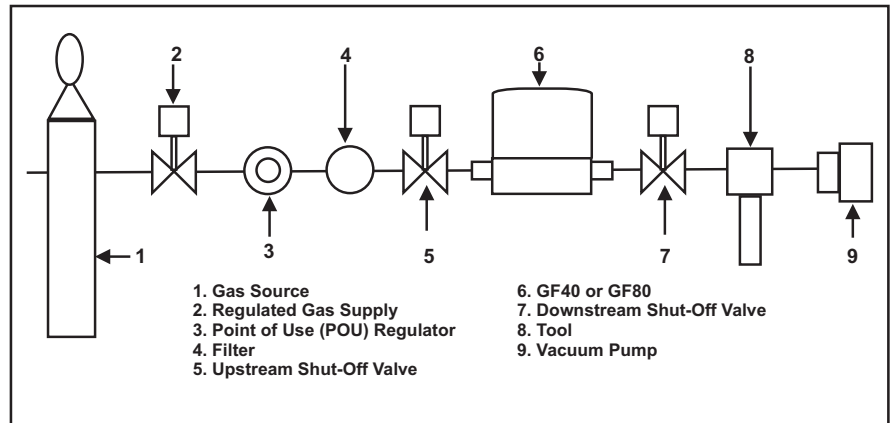 2
4
6
8
1
3
5
7
9
1. Gas Source
2. Regulated Gas Supply
3. Point of Use (POU) Regulator
4. Filter
5. Upstream Shut-Off Valve
6. GF40 or GF80
7. Downstream Shut-Off Valve
8. Tool
9. Vacuum Pump